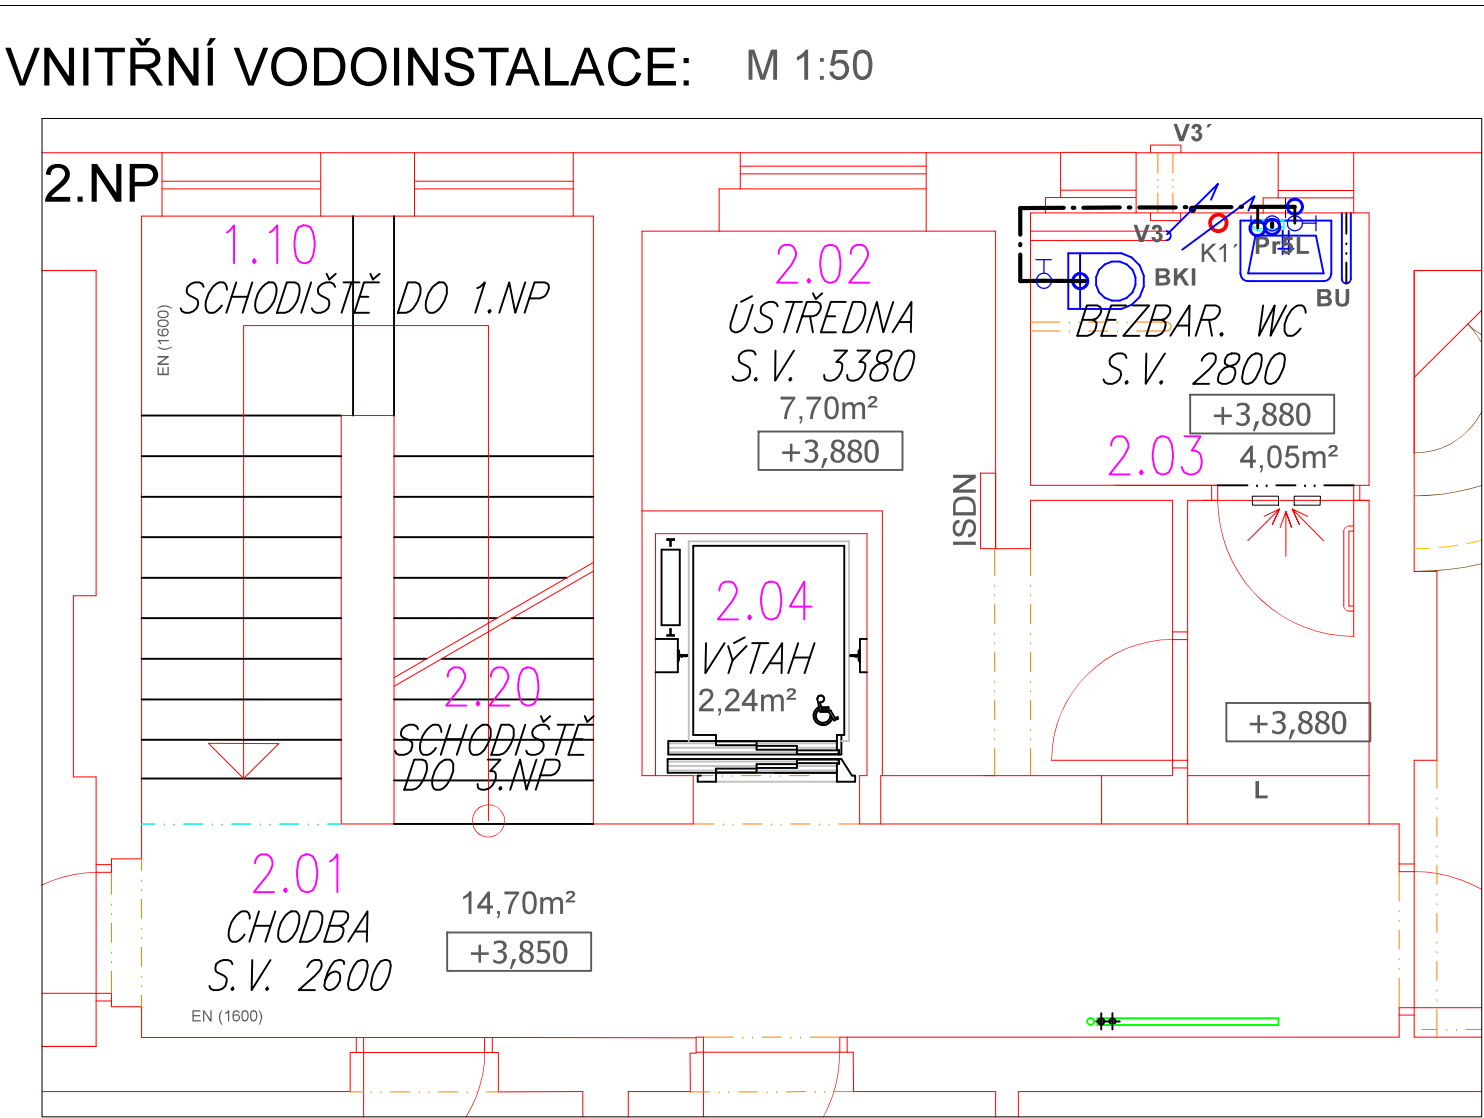 VNITŘNÍ VODOINSTALACE: M 1:50
V3´
2.NP
1.10
SCHODIŠTĚ DO 1.NP
EN (1600)
2.02
ÚSTŘEDNA
S.V. 3380
7,70m²
+3,880
V3´
K1´
BKI
BU
BEZBAR. WC
S.V. 2800
+3,880
2.03
4,05m²
ISDN
2.04
VÝTAH
2,24m²
2.20
SCHODIŠTĚ
DO 3.NP
+3,880
L
2.01
CHODBA
S.V. 2600
14,70m²
+3,850
EN (1600)